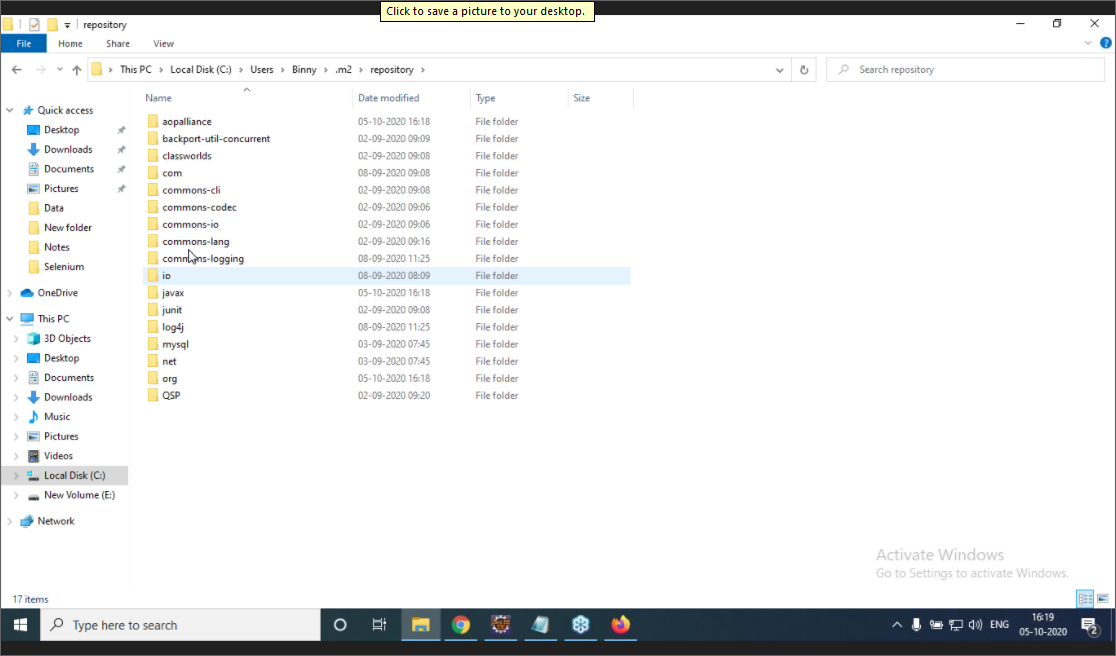 Click to save a picture to your desktop.
repository
File Home Share View
This PC Local Disk (C:) Users Binny .m2 repository
Search repository
Name Date modified Type Size
Quick access
Desktop
Downloads
Documents
Pictures
Data
New folder
Notes
Selenium
OneDrive
This PC
3D Objects
Desktop
Documents
Downloads
Music
Pictures
Videos
Local Disk (C:)
New Volume (E:)
Network
aopalliance 05-10-2020 16:18 File folder
backport-util-concurrent 02-09-2020 09:09 File folder
classworlds 02-09-2020 09:08 File folder
com 08-09-2020 09:08 File folder
commons-cli 02-09-2020 09:08 File folder
commons-codec 02-09-2020 09:06 File folder
commons-io 02-09-2020 09:06 File folder
commons-lang 02-09-2020 09:16 File folder
commons-logging 08-09-2020 11:25 File folder
io 08-09-2020 08:09 File folder
javax 05-10-2020 16:18 File folder
junit 02-09-2020 09:08 File folder
log4j 08-09-2020 11:25 File folder
mysql 03-09-2020 07:45 File folder
net 03-09-2020 07:45 File folder
org 05-10-2020 16:18 File folder
QSP 02-09-2020 09:20 File folder
Activate Windows
Go to Settings to activate Windows.
17 items
Type here to search
ENG
16:19
05-10-2020
2